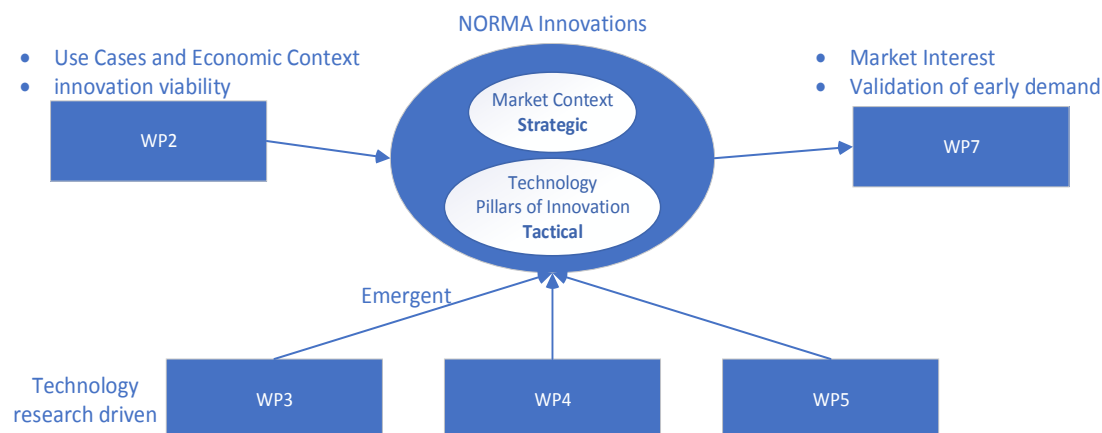 NORMA Innovations
• Use Cases and Economic Context
• innovation viability
WP2
Market Context
Strategic
Technology
Pillars of Innovation
Tactical
• Market Interest
• Validation of early demand
WP7
Emergent
Technology
research driven
WP3
WP4
WP5